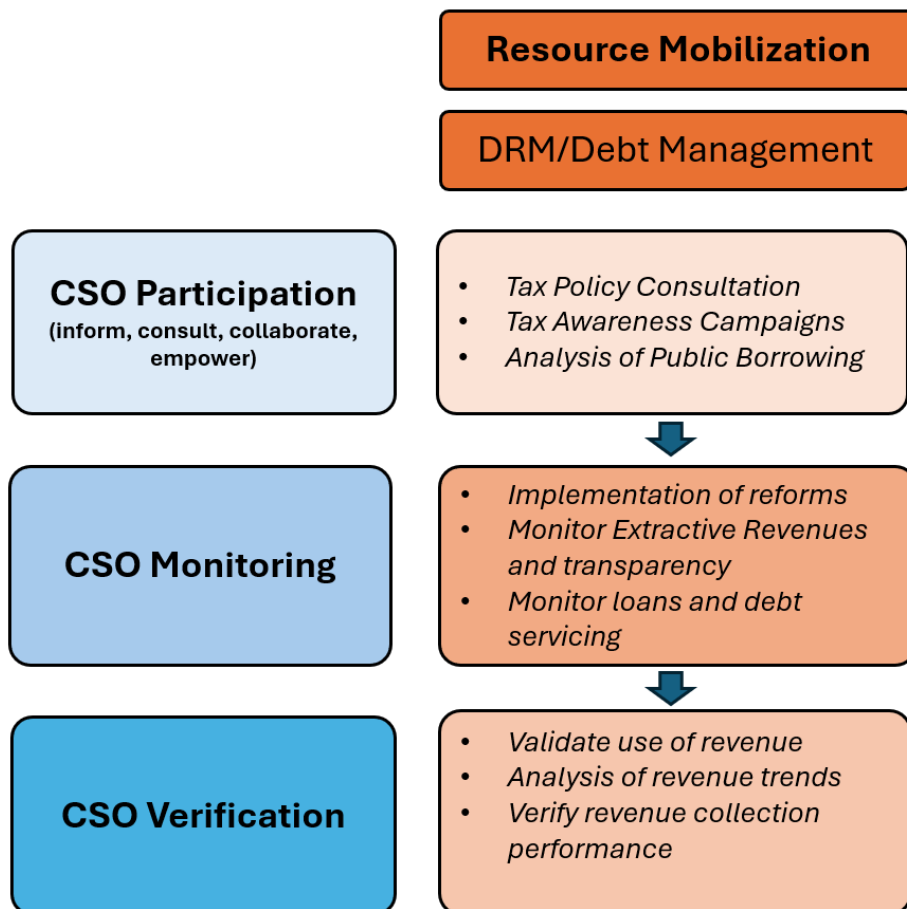 Resource Mobilization
DRM/Debt Management
CSO Participation
(inform, consult, collaborate,
empower)
• Tax Policy Consultation
• Tax Awareness Campaigns
• Analysis of Public Borrowing
CSO Monitoring
• Implementation of reforms
• Monitor Extractive Revenues
and transparency
• Monitor loans and debt
servicing
CSO Verification
• Validate use of revenue
• Analysis of revenue trends
• Verify revenue collection
performance